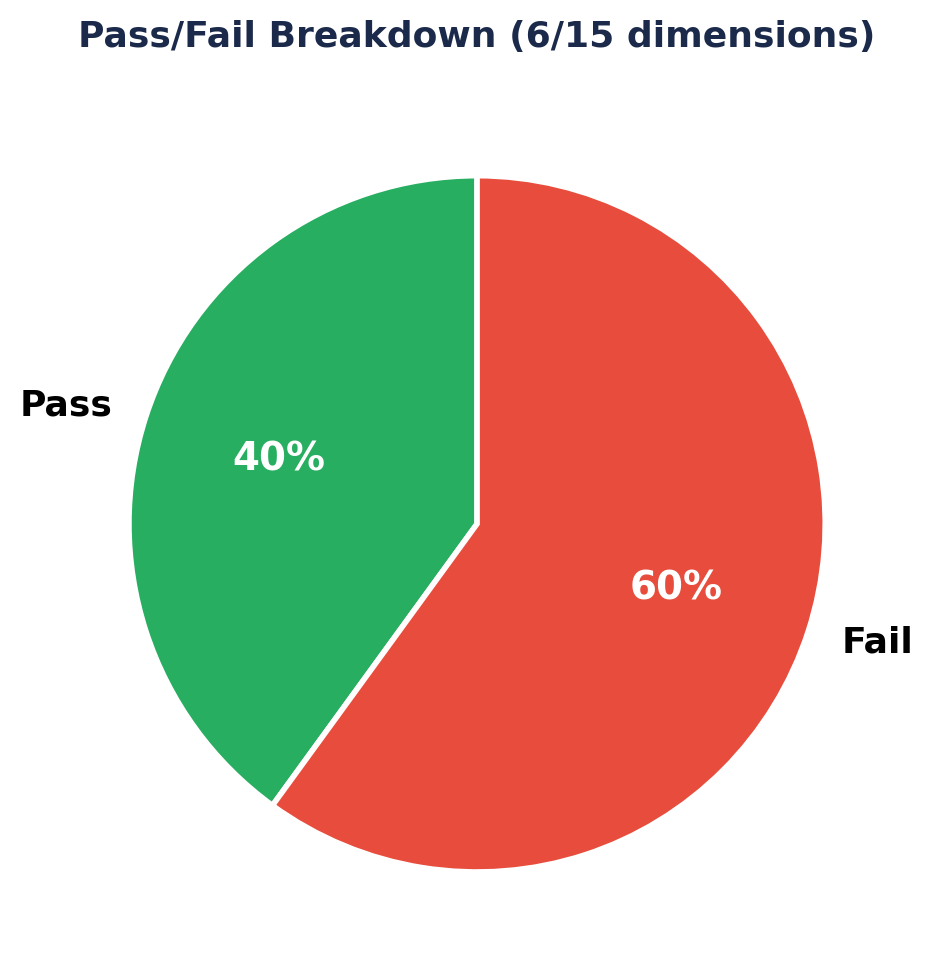 Pass/Fail Breakdown (6/15 dimensions)
Pass
40%
60%
Fail